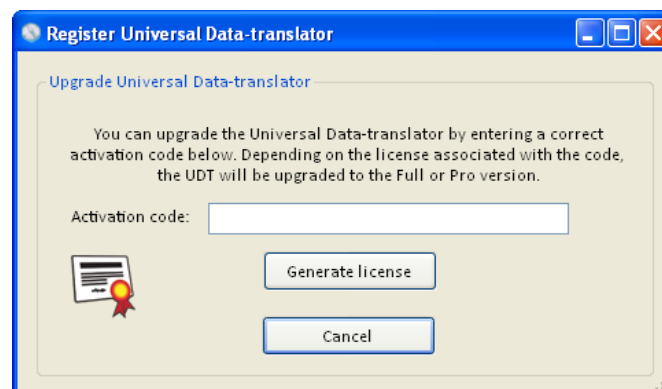 Register Universal Data-translator
Upgrade Universal Data-translator
You can upgrade the Universal Data-translator by entering a correct
activation code below. Depending on the license associated with the code,
the UDT will be upgraded to the Full or Pro version.
Activation code:
Generate license
Cancel